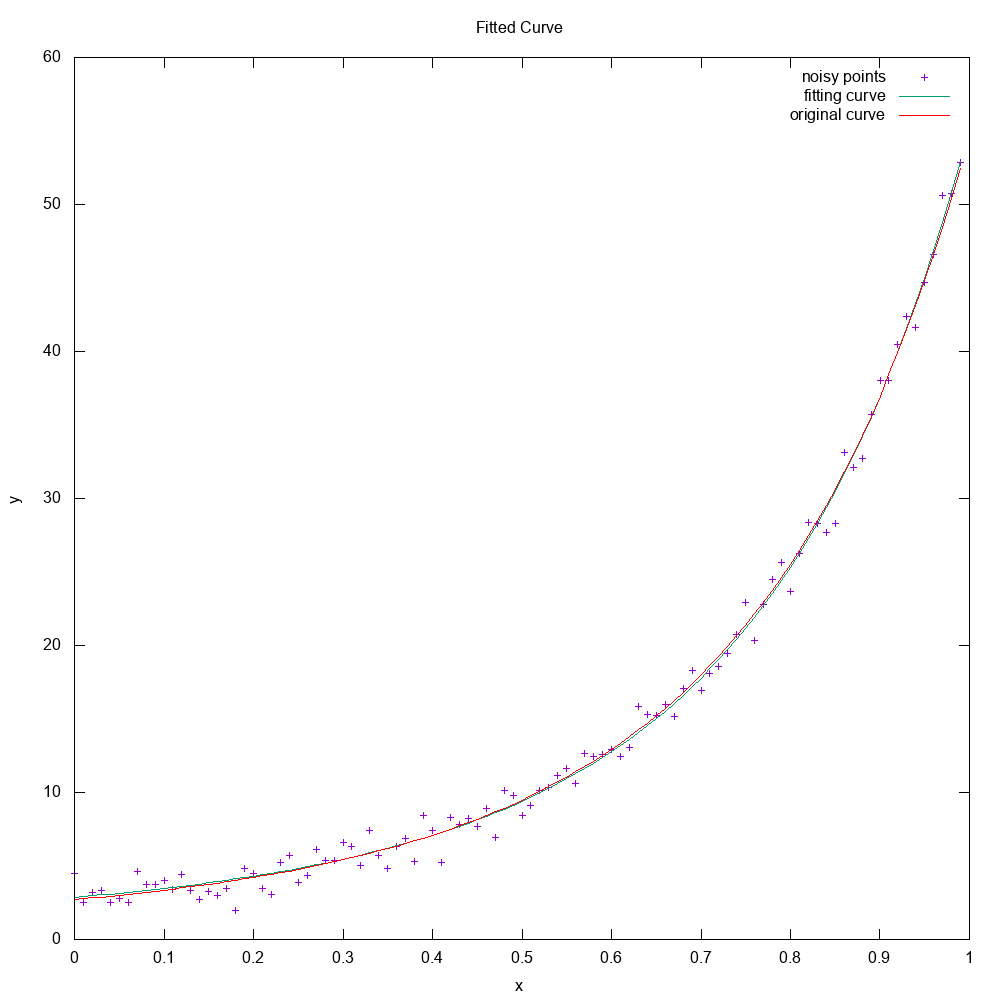 Fitted Curve
60
noisy points
fitting curve
original curve
50
40
30
y
20
10
0
0 0.1 0.2 0.3 0.4 0.5 0.6 0.7 0.8 0.9 1
x